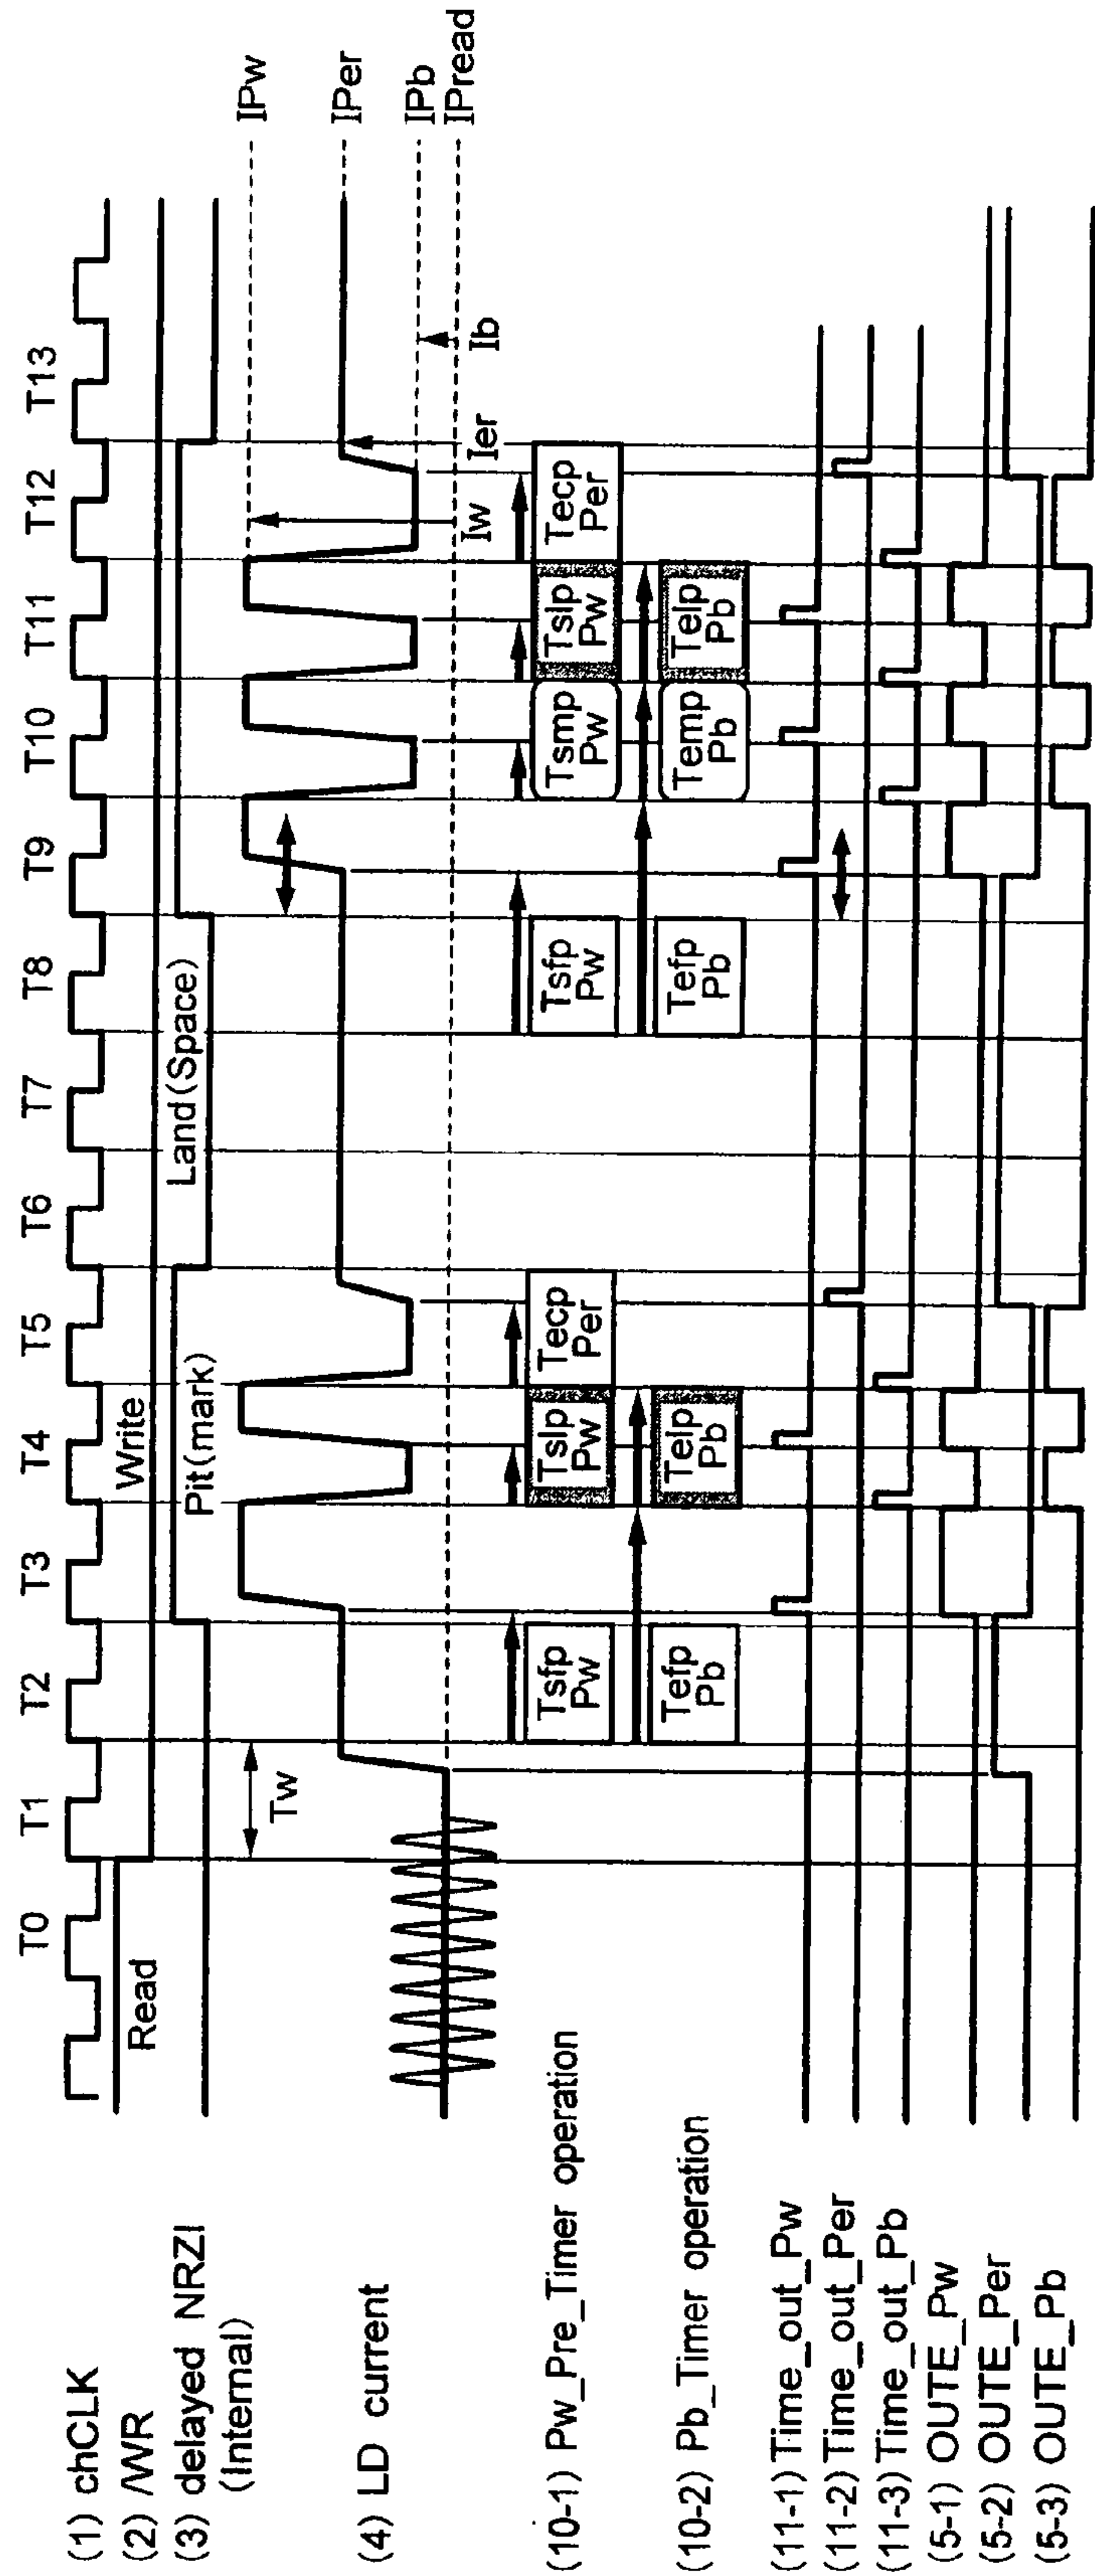 T0 T1 T2 T3 T4 T5 T6 T7 T8 T9 T10 T11 T12 T13
(1) chCLK
(2) /WR
Read
Write
(3) delayed NRZI
(Internal)
Pit(mark)
Land(Space)
Tw
IPw
IPer
IPb
IPread
(4) LD current
Iw
Ier
Ib
(10-1) Pw_Pre_Timer operation
Tsfp
Pw
Tslp
Pw
Tecp
Per
Tsfp
Pw
Tsmp
Pw
Tslp
Pw
Tecp
Per
(10-2) Pb_Timer operation
Tefp
Pb
Telp
Pb
Tefp
Pb
Temp
Pb
Telp
Pb
(11-1) Time_out_Pw
(11-2) Time_out_Per
(11-3) Time_out_Pb
(5-1) OUTE_Pw
(5-2) OUTE_Per
(5-3) OUTE_Pb